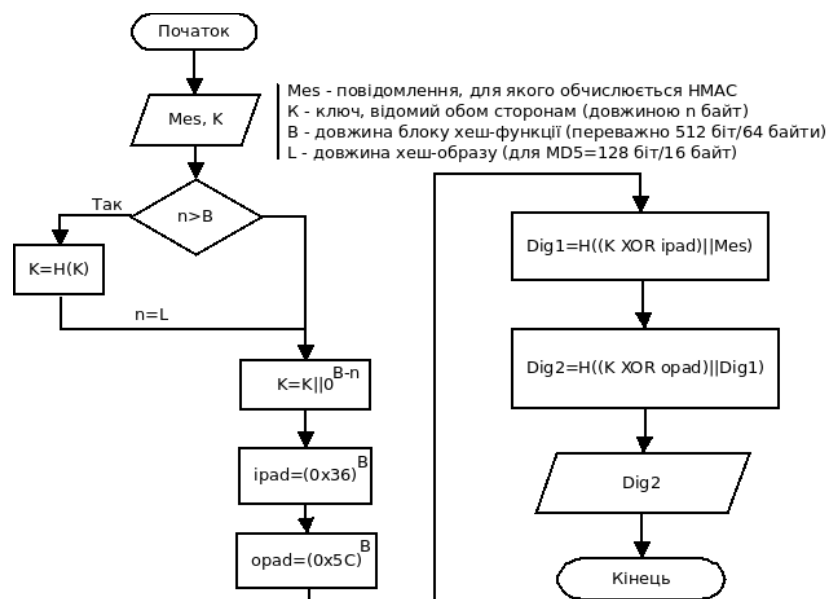 Початок
Mes, K
Mes - повідомлення, для якого обчислюється HMAC
К - ключ, відомий обом сторонам (довжиною n байт)
B - довжина блоку хеш-функції (переважно 512 біт/64 байти)
L - довжина хеш-образу (для MD5=128 біт/16 байт)
Так
n>B
K=H(K)
n=L
K=K||0^B-n
ipad=(0x36)^B
opad=(0x5C)^B
Dig1=H((K XOR ipad)||Mes)
Dig2=H((K XOR opad)||Dig1)
Dig2
Кінець